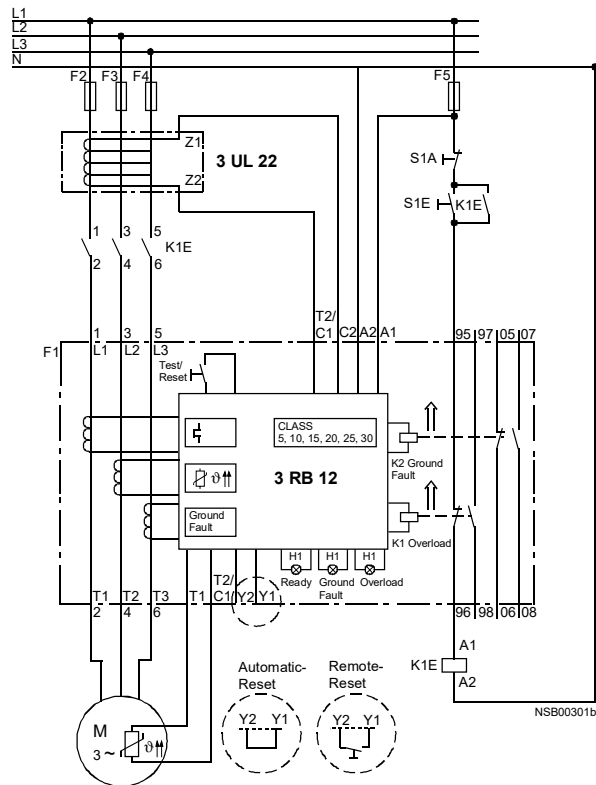 L1
L2
L3
N
F2 F3 F4 F5
Z1
3 UL 22
Z2
S1A
S1E K1E
1 3 5
K1E
2 4 6
T2/
C1 C2 A2 A1
1 3 5
95 97 05 07
F1 L1 L2 L3
Test/
Reset
CLASS
5, 10, 15, 20, 25, 30
K2 Ground
Fault
ϑ
3 RB 12
Ground
Fault
K1 Overload
H1 H1 H1
Ready Ground
Fault Overload
T1 T2 T3 T1 T2/
C1 Y2 Y1
2 4 6
96 98 06 08
A1
K1E
A2
NSB00301b
Automatic-
Reset
Remote-
Reset
Y2 Y1
Y2 Y1
M
3 ~
ϑ